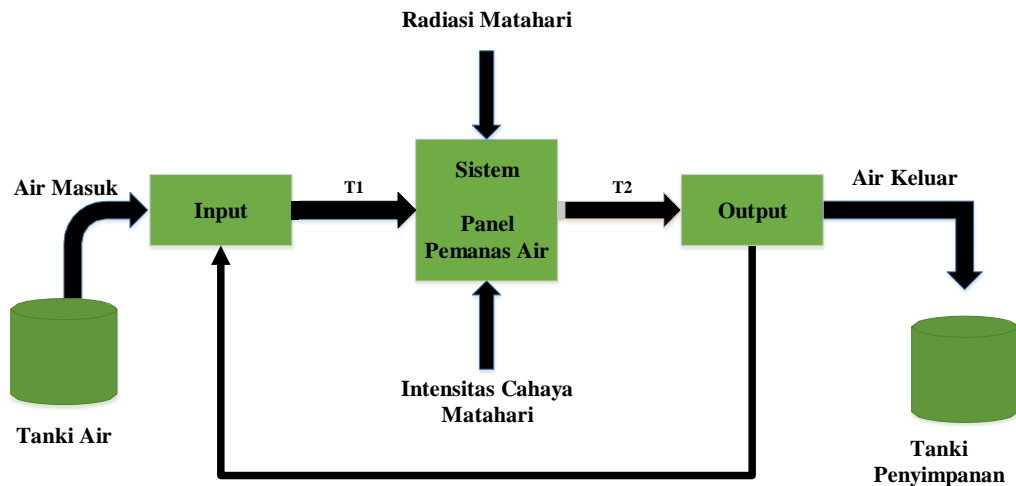 Radiasi Matahari
Air Masuk
Input
T1
Sistem
Panel
Pemanas Air
T2
Output
Air Keluar
Intensitas Cahaya
Matahari
Tanki Air
Tanki
Penyimpanan